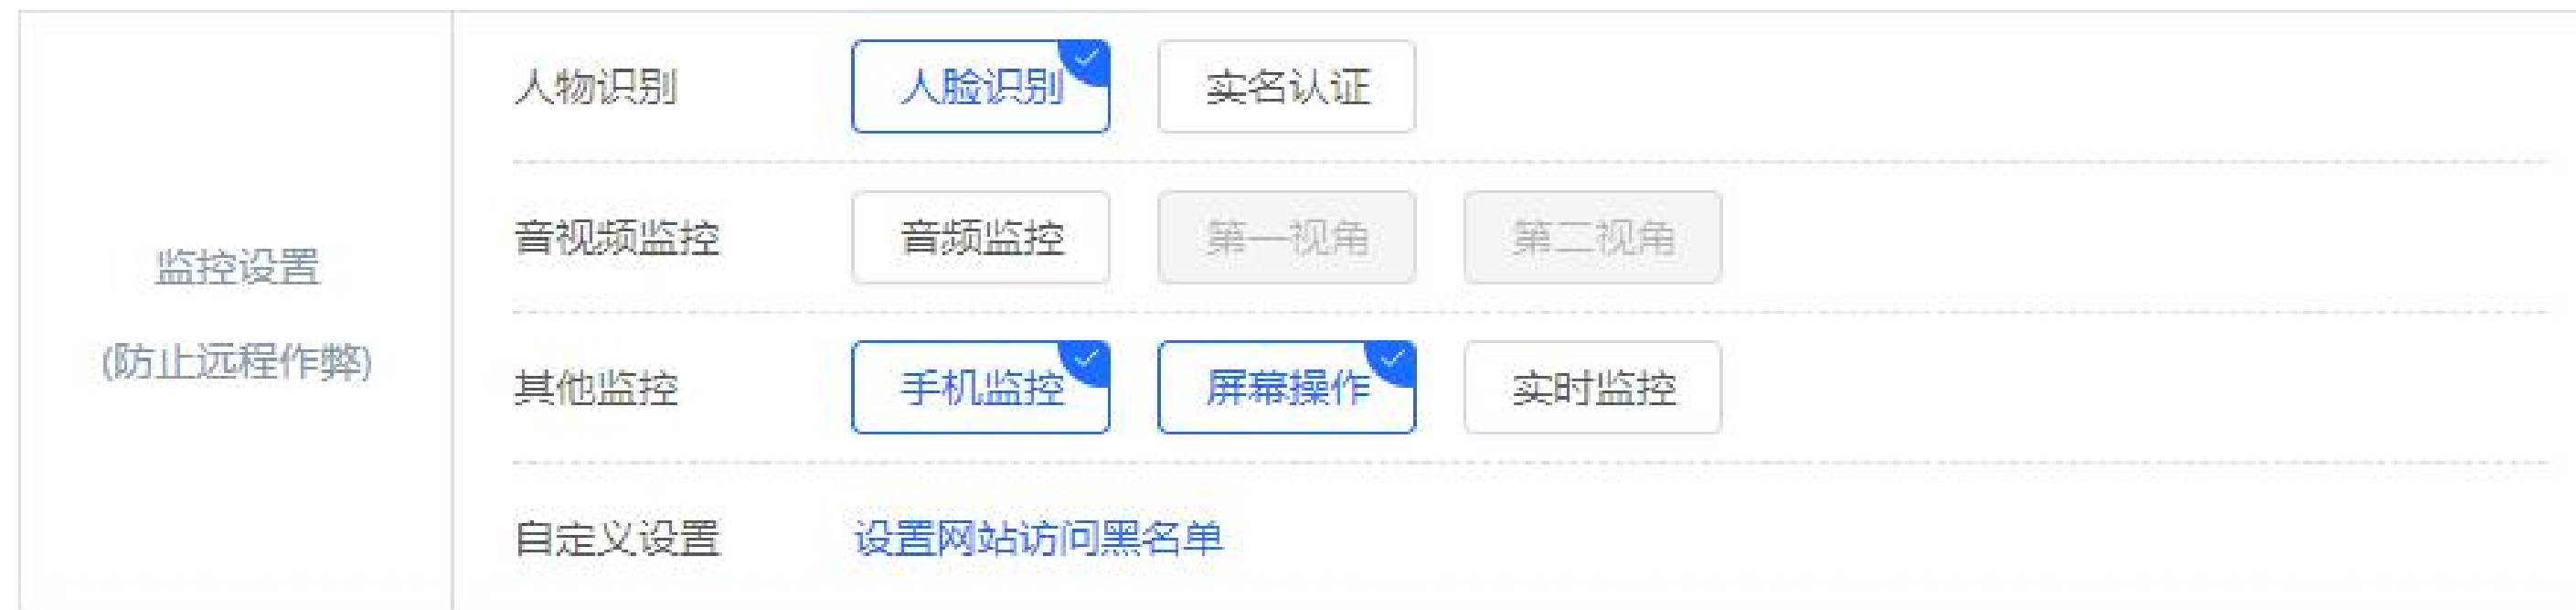 监控设置
(防止远程作弊)
人物识别 人脸识别 实名认证
音视频监控 音频监控 第一视角 第二视角
其他监控 手机监控 屏幕操作 实时监控
自定义设置 设置网站访问黑名单